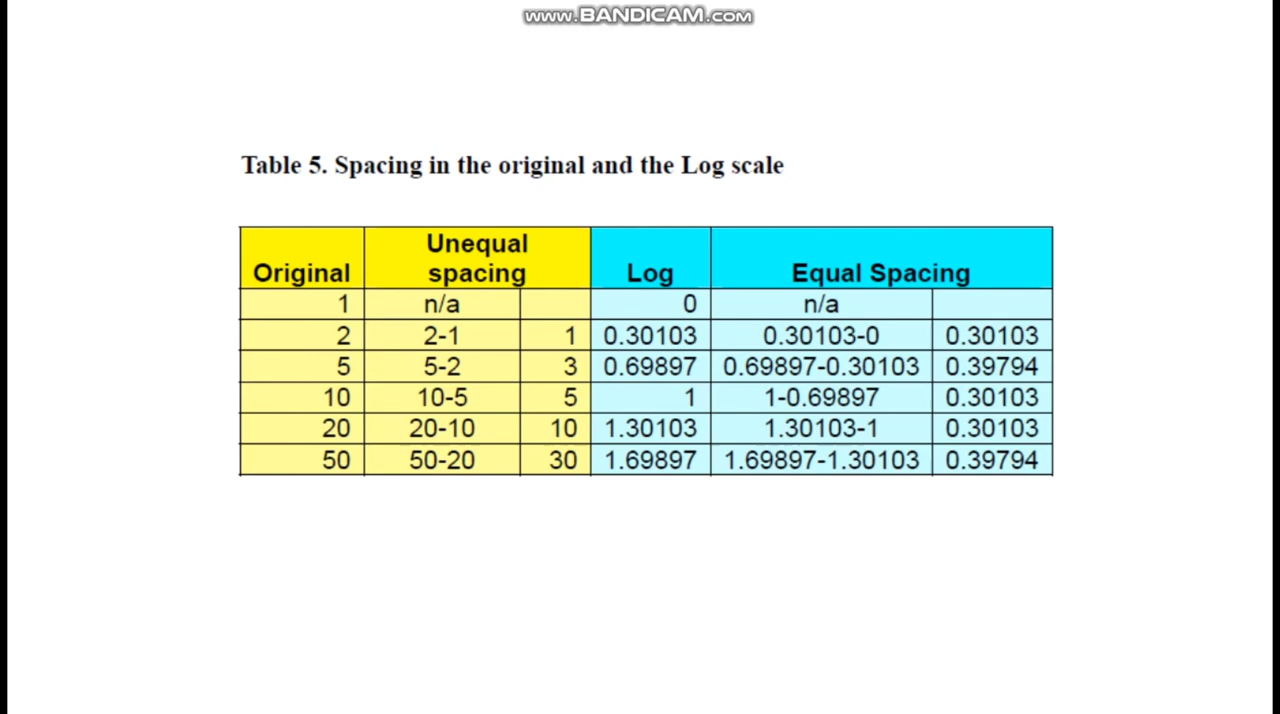 www.BANDICAM.com
Table 5. Spacing in the original and the Log scale
Original Unequal spacing Log Equal Spacing
1 n/a 0 n/a
2 2-1 1 0.30103 0.30103-0 0.30103
5 5-2 3 0.69897 0.69897-0.30103 0.39794
10 10-5 5 1 1-0.69897 0.30103
20 20-10 10 1.30103 1.30103-1 0.30103
50 50-20 30 1.69897 1.69897-1.30103 0.39794